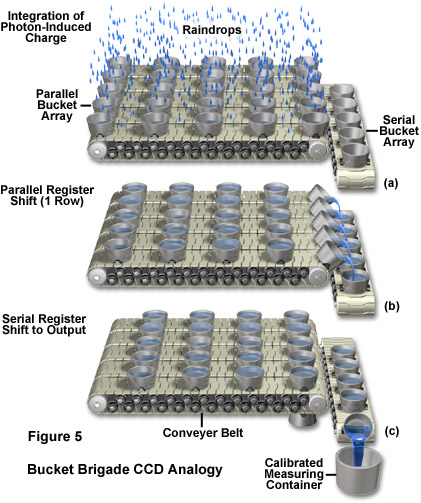 Integration of
Photon-Induced
Charge
Raindrops
Parallel
Bucket
Array
Serial
Bucket
Array
(a)
Parallel Register
Shift (1 Row)
(b)
Serial Register
Shift to Output
(c)
Figure 5
Conveyer Belt
Bucket Brigade CCD Analogy
Calibrated
Measuring
Container